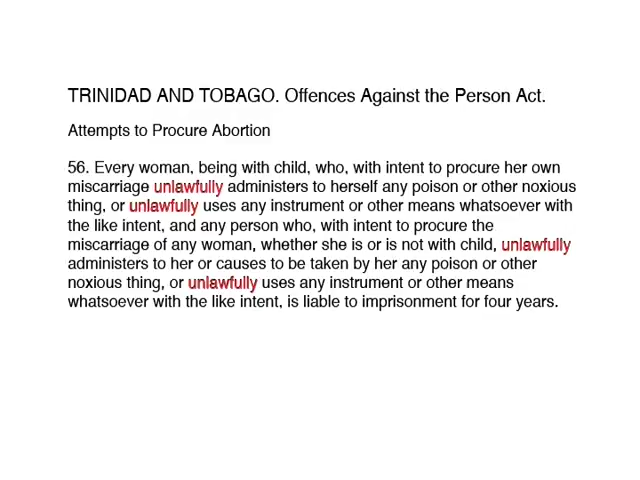 TRINIDAD AND TOBAGO. Offences Against the Person Act.
Attempts to Procure Abortion
56. Every woman, being with child, who, with intent to procure her own
miscarriage unlawfully administers to herself any poison or other noxious
thing, or unlawfully uses any instrument or other means whatsoever with
the like intent, and any person who, with intent to procure the
miscarriage of any woman, whether she is or is not with child, unlawfully
administers to her or causes to be taken by her any poison or other
noxious thing, or unlawfully uses any instrument or other means
whatsoever with the like intent, is liable to imprisonment for four years.